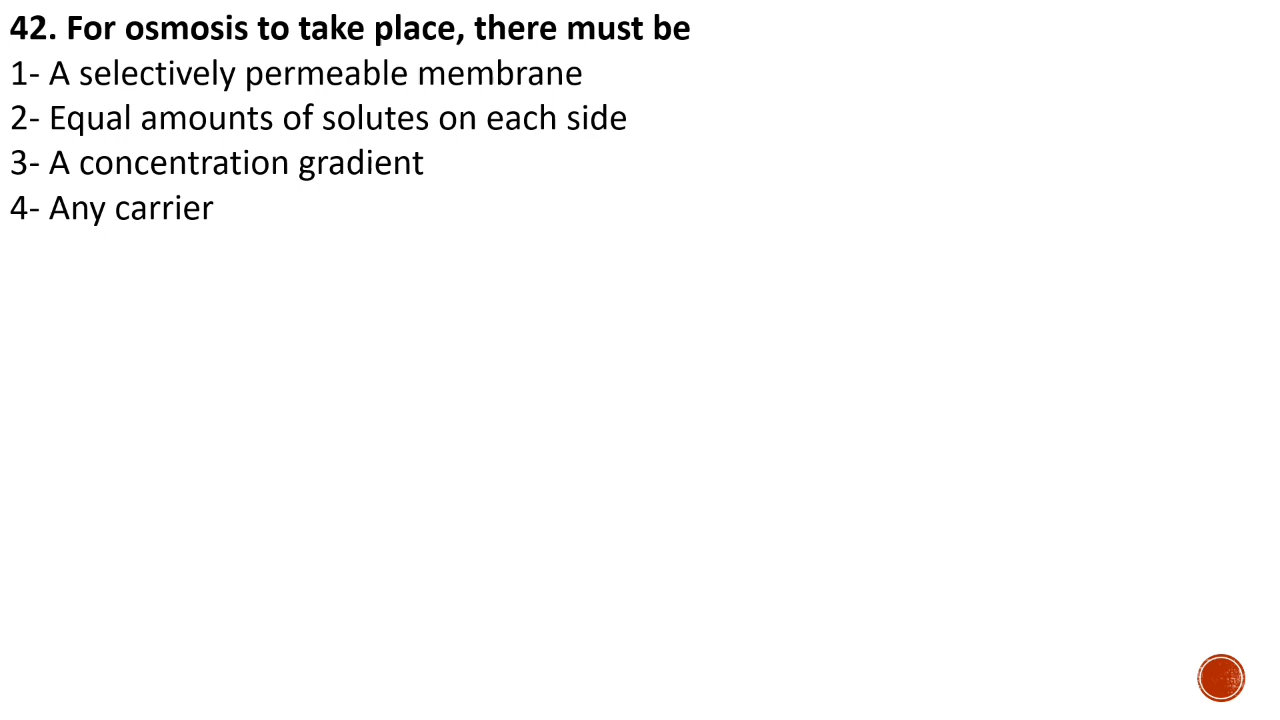 42. For osmosis to take place, there must be
1- A selectively permeable membrane
2- Equal amounts of solutes on each side
3- A concentration gradient
4- Any carrier